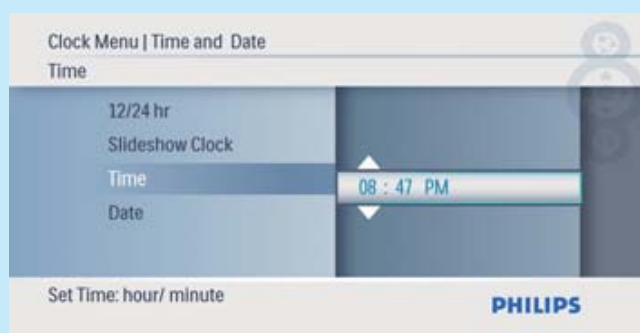 Clock Menu | Time and Date
Time
12/24 hr
Slideshow Clock
Time
08 : 47 PM
Date
Set Time: hour/ minute
PHILIPS